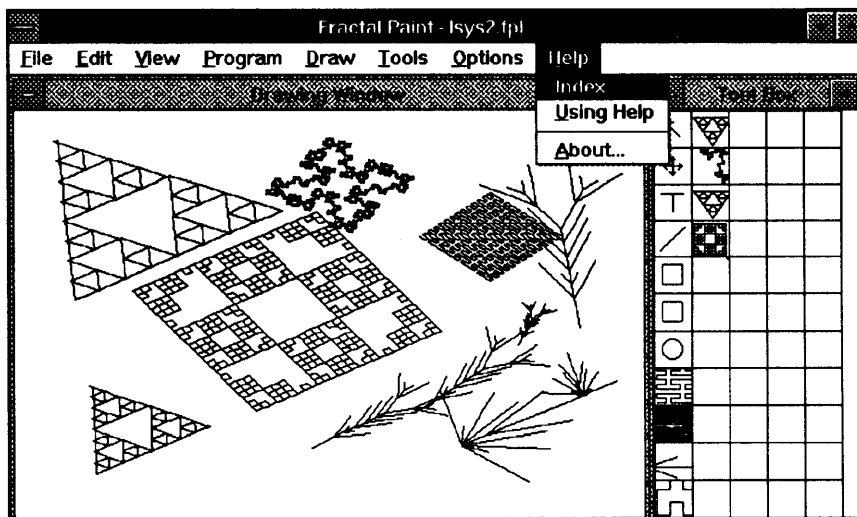 Fractal Paint - lsys2.fpl
File Edit View Program Draw Tools Options Help
Drawing Window
Tool Box
Index
Using Help
About...